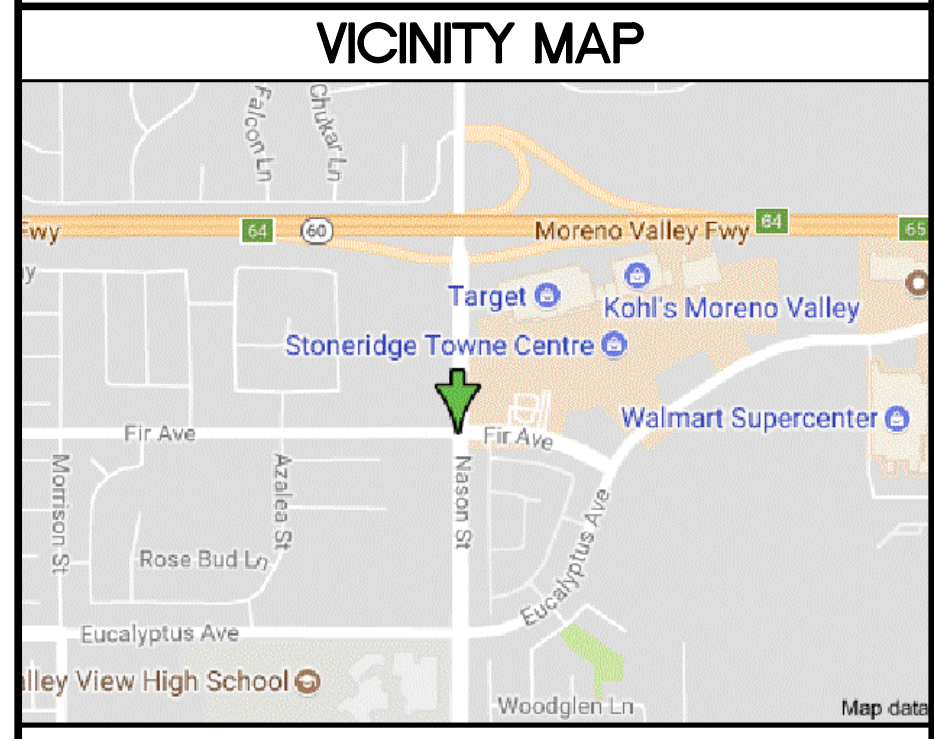 VICINITY MAP
Falcon Ln
Chukar Ln
Fwy
64
60
Moreno Valley Fwy
64
65
y
Target
Kohl's Moreno Valley
Stoneridge Towne Centre
Walmart Supercenter
Fir Ave
Fir Ave
Morrison St
Azalea St
Nason St
Eucalyptus Ave
Rose Bud Ln
Eucalyptus Ave
alley View High School
Woodglen Ln
Map data